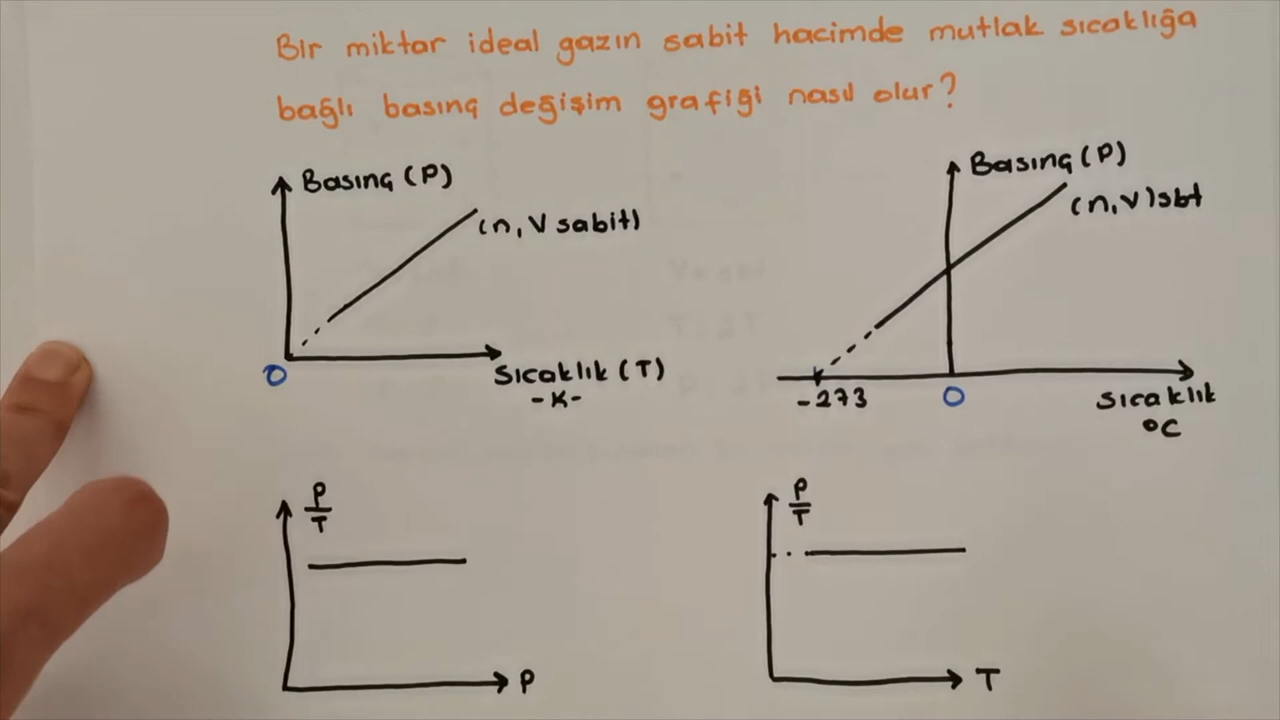 Bir miktar ideal gazın sabit hacimde mutlak sıcaklığa
bağlı basınç değişim grafiği nasıl olur?
Basınç (P)
(n, V sabit)
0
Sıcaklık (T)
-K-
Basınç (P)
(n, V) sbt
-273
0
Sıcaklık
°C
P
T
P
P
T
T